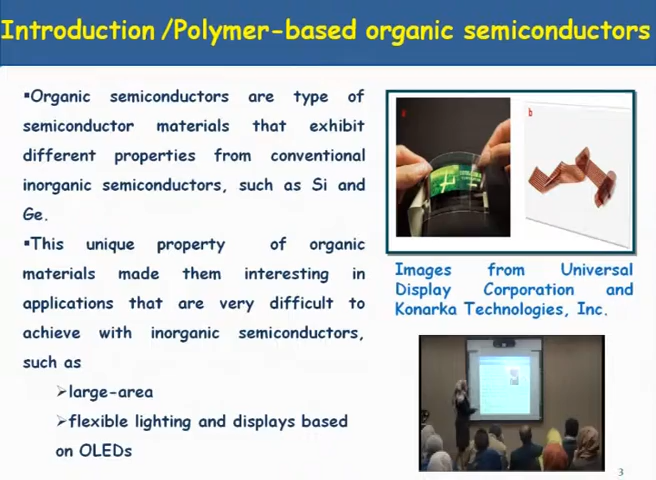 Introduction /Polymer-based organic semiconductors
▪Organic semiconductors are type of
semiconductor materials that exhibit
different properties from conventional
inorganic semiconductors, such as Si and
Ge.
▪This unique property of organic
materials made them interesting in
applications that are very difficult to
achieve with inorganic semiconductors,
such as
➢large-area
➢flexible lighting and displays based
on OLEDs
a
b
Images from Universal
Display Corporation and
Konarka Technologies, Inc.
3